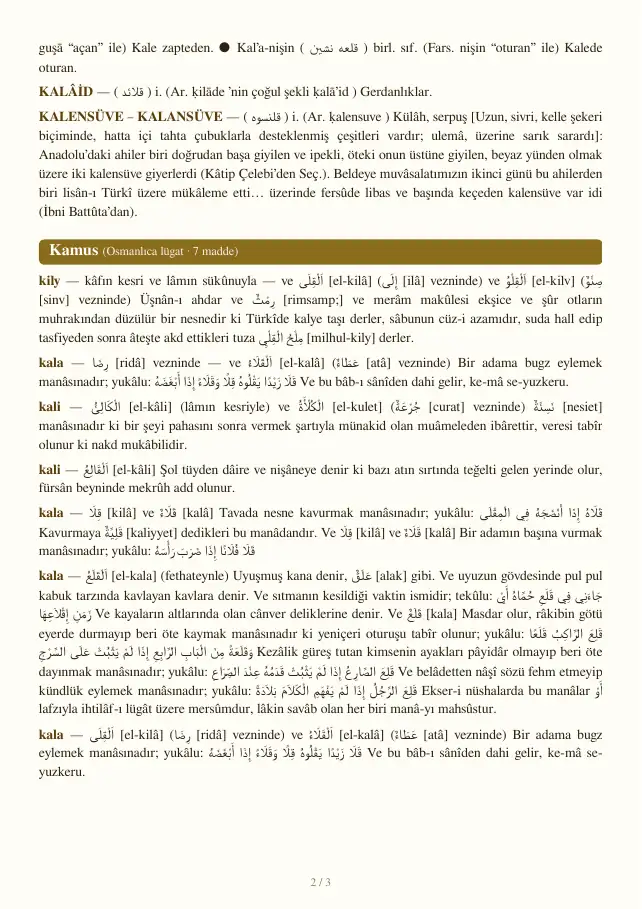 guşā “açan” ile) Kale zapteden. ● Kal’a-nişin ( قلعه نشين ) birl. sıf. (Fars. nişin “oturan” ile) Kalede
oturan.
KALÂİD — ( قلائد ) i. (Ar. ḳilāde ’nin çoğul şekli ḳalā’id ) Gerdanlıklar.
KALENSÜVE – KALANSÜVE — ( قلنسوه ) i. (Ar. ḳalensuve ) Külâh, serpuş [Uzun, sivri, kelle şekeri
biçiminde, hatta içi tahta çubuklarla desteklenmiş çeşitleri vardır; ulemâ, üzerine sarık sarardı]:
Anadolu’daki ahiler biri doğrudan başa giyilen ve ipekli, öteki onun üstüne giyilen, beyaz yünden olmak
üzere iki kalensüve giyerlerdi (Kâtip Çelebi’den Seç.). Beldeye muvâsalatımızın ikinci günü bu ahilerden
biri lisân-ı Türkî üzere mükâleme etti… üzerinde fersûde libas ve başında keçeden kalensüve var idi
(İbni Battûta’dan).
Kamus (Osmanlıca lügat · 7 madde)
kily — kâfın kesri ve lâmın sükûnuyla — ve اَلْقِلَى [el-kilâ] (إِلَى [ilâ] vezninde) ve اَلْقِلْوُ [el-kilv] (صِنْوٌ
[sinv] vezninde) Üşnân-ı ahdar ve رِمْثٌ [rimsamp;] ve merâm makûlesi ekşice ve şûr otların
muhrakından düzülür bir nesnedir ki Türkîde kalye taşı derler, sâbunun cüz-i azamıdır, suda hall edip
tasfiyeden sonra âteşte akd ettikleri tuza مِلْحُ الْقِلْيِ [milhul-kily] derler.
kala — رِضَا [ridâ] vezninde — ve اَلْقَلَاءُ [el-kalâ] (عَطَاءٌ [atâ] vezninde) Bir adama bugz eylemek
manâsınadır; yukâlu: قَلَا زَيْدًا يَقْلُوهُ قِلًا وَقَلَاءً إِذَا أَبْغَضَهُ Ve bu bâb-ı sânîden dahi gelir, ke-mâ se-yuzkeru.
kali — اَلْكَالِئُ [el-kâli] (lâmın kesriyle) ve اَلْكُلْأَةُ [el-kulet] (جُرْعَةٌ [curat] vezninde) نَسِئَةٌ [nesiet]
manâsınadır ki bir şeyi pahasını sonra vermek şartıyla münakid olan muâmeleden ibârettir, veresi tabîr
olunur ki nakd mukâbilidir.
kali — اَلْقَالِعُ [el-kâli] Şol tüyden dâire ve nişâneye denir ki bazı atın sırtında teğelti gelen yerinde olur,
fürsân beyninde mekrûh add olunur.
kala — قِلَا [kilâ] ve قَلَاءً [kalâ] Tavada nesne kavurmak manâsınadır; yukâlu: قَلَاهُ إِذَا أَنْضَجَهُ فِي الْمِقْلَى
Kavurmaya قَلِيَّةٌ [kaliyyet] dedikleri bu manâdandır. Ve قِلَا [kilâ] ve قَلَاءً [kalâ] Bir adamın başına vurmak
manâsınadır; yukâlu: قَلَا فُلَانًا إِذَا ضَرَبَ رَأْسَهُ
kala — اَلْقَلَعُ [el-kala] (fethateynle) Uyuşmuş kana denir, عَلَقٌ [alak] gibi. Ve uyuzun gövdesinde pul pul
kabuk tarzında kavlayan kavlara denir. Ve sıtmanın kesildiği vaktin ismidir; tekûlu: جَاءَنِي فِي قَلَعِ حُمَّاهُ أَيْ
زَمَنِ إِقْلَاعِهَا Ve kayaların altlarından olan cânver deliklerine denir. Ve قَلَعٌ [kala] Masdar olur, râkibin götü
eyerde durmayıp beri öte kaymak manâsınadır ki yeniçeri oturuşu tabîr olunur; yukâlu: قَلِعَ الرَّاكِبُ قَلَعًا
وَقَلْعَةً مِنَ الْبَابِ الرَّابِعِ إِذَا لَمْ يَثْبُتْ عَلَى السَّرْجِ Kezâlik güreş tutan kimsenin ayakları pâyidâr olmayıp beri öte
dayınmak manâsınadır; yukâlu: قَلِعَ الصَّارِعُ إِذَا لَمْ يَثْبُتْ قَدَمُهُ عِنْدَ الصِّرَاعِ Ve belâdetten nâşî sözü fehm etmeyip
kündlük eylemek manâsınadır; yukâlu: قَلِعَ الرَّجُلُ إِذَا لَمْ يَفْهَمِ الْكَلَامَ بَلَادَةً Ekser-i nüshalarda bu manâlar أَوْ
lafzıyla ihtilâf-ı lügât üzere mersûmdur, lâkin savâb olan her biri manâ-yı mahsûstur.
kala — اَلْقِلَى [el-kilâ] (رِضَا [ridâ] vezninde) ve اَلْقَلَاءُ [el-kalâ] (عَطَاءٌ [atâ] vezninde) Bir adama bugz
eylemek manâsınadır; yukâlu: قَلَا زَيْدًا يَقْلُوهُ قِلًا وَقَلَاءً إِذَا أَبْغَضَهُ Ve bu bâb-ı sânîden dahi gelir, ke-mâ se-
yuzkeru.
2 / 3